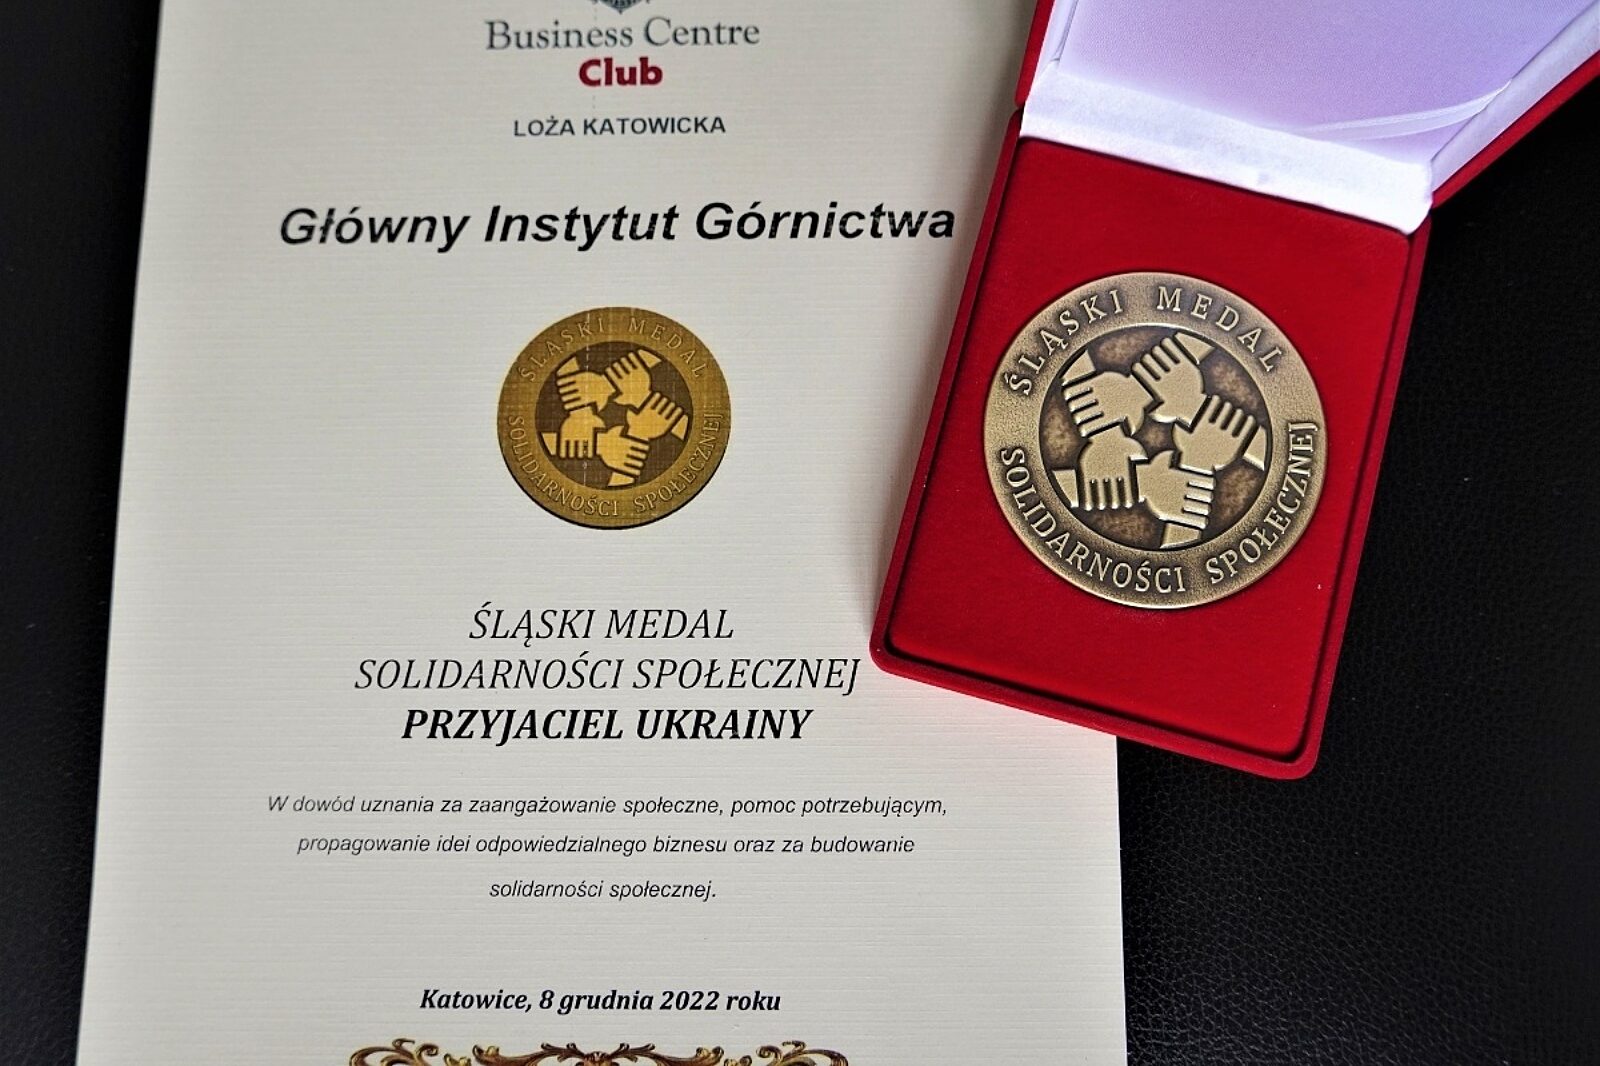 Business Centre
Club
LOŻA KATOWICKA
Główny Instytut Górnictwa
ŚLĄSKI MEDAL
SOLIDARNOŚCI SPOŁECZNEJ
ŚLĄSKI MEDAL
SOLIDARNOŚCI SPOŁECZNEJ
PRZYJACIEL UKRAINY
W dowód uznania za zaangażowanie społeczne, pomoc potrzebującym,
propagowanie idei odpowiedzialnego biznesu oraz za budowanie
solidarności społecznej.
Katowice, 8 grudnia 2022 roku
ŚLĄSKI MEDAL
SOLIDARNOŚCI SPOŁECZNEJ